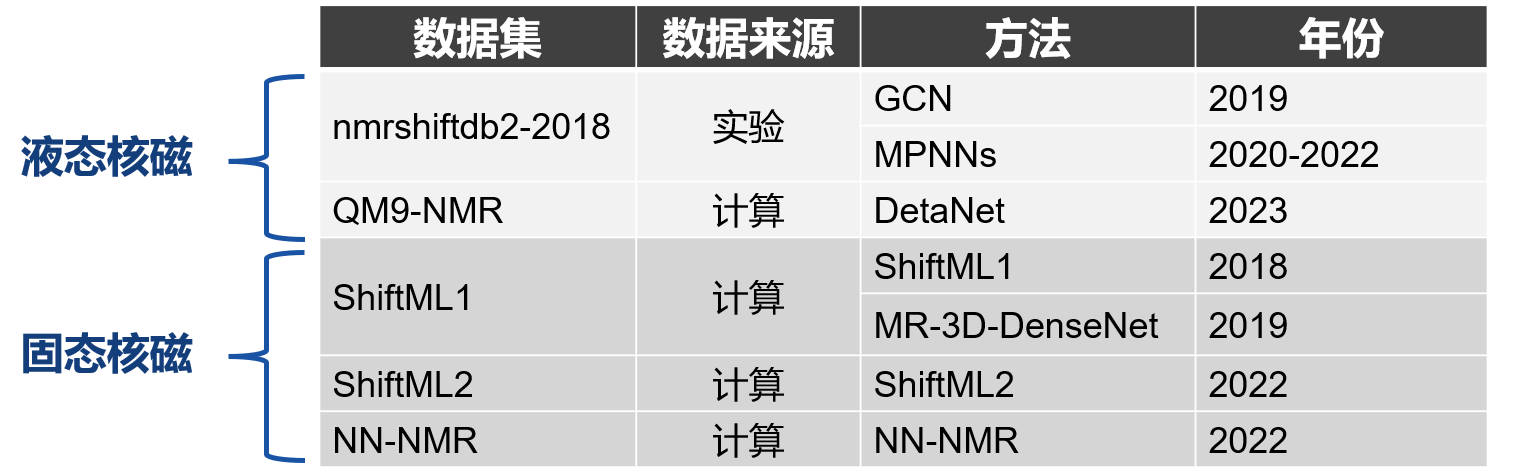 数据集 数据来源 方法 年份
液态核磁
nmrshiftdb2-2018 实验 GCN 2019
MPNNs 2020-2022
QM9-NMR 计算 DetaNet 2023
固态核磁
ShiftML1 计算 ShiftML1 2018
MR-3D-DenseNet 2019
ShiftML2 计算 ShiftML2 2022
NN-NMR 计算 NN-NMR 2022